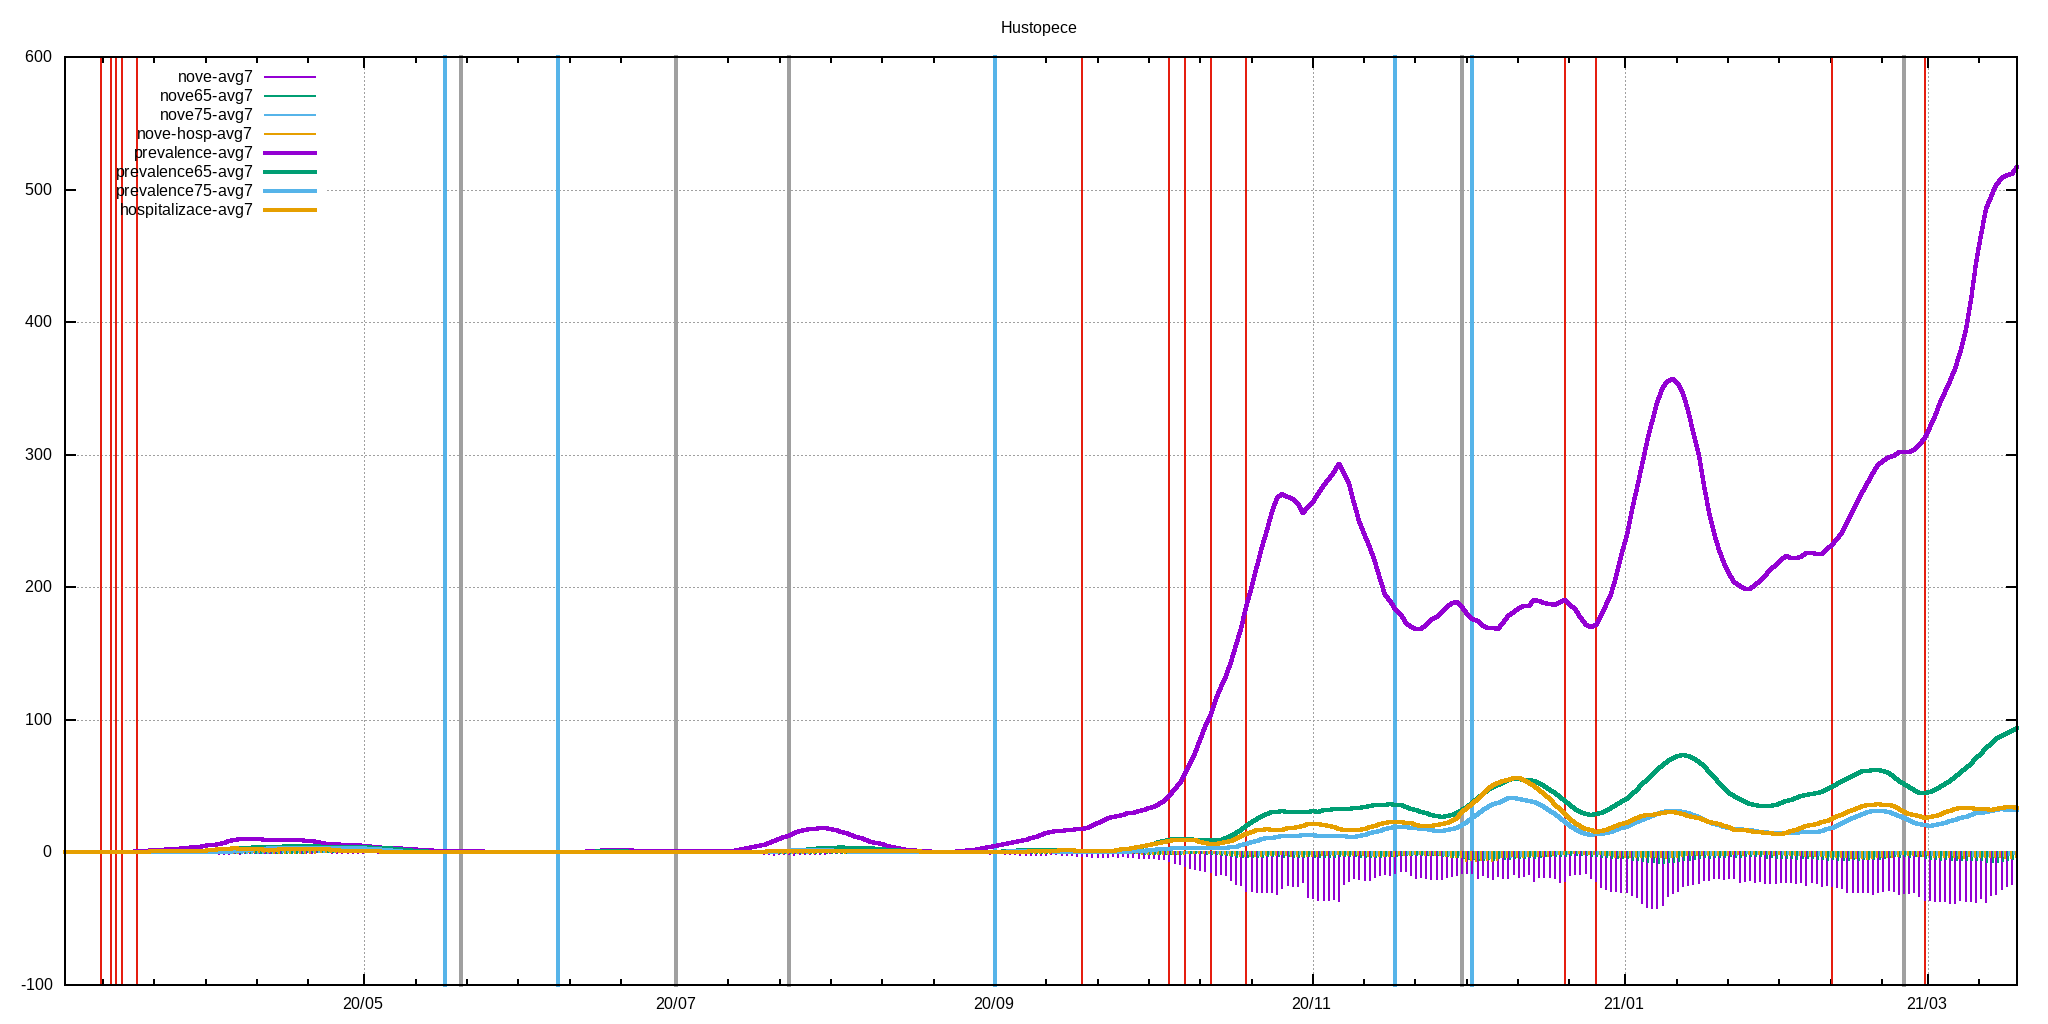 Hustopece
600
500
400
300
200
100
0
-100
nove-avg7
nove65-avg7
nove75-avg7
nove-hosp-avg7
prevalence-avg7
prevalence65-avg7
prevalence75-avg7
hospitalizace-avg7
20/05
20/07
20/09
20/11
21/01
21/03